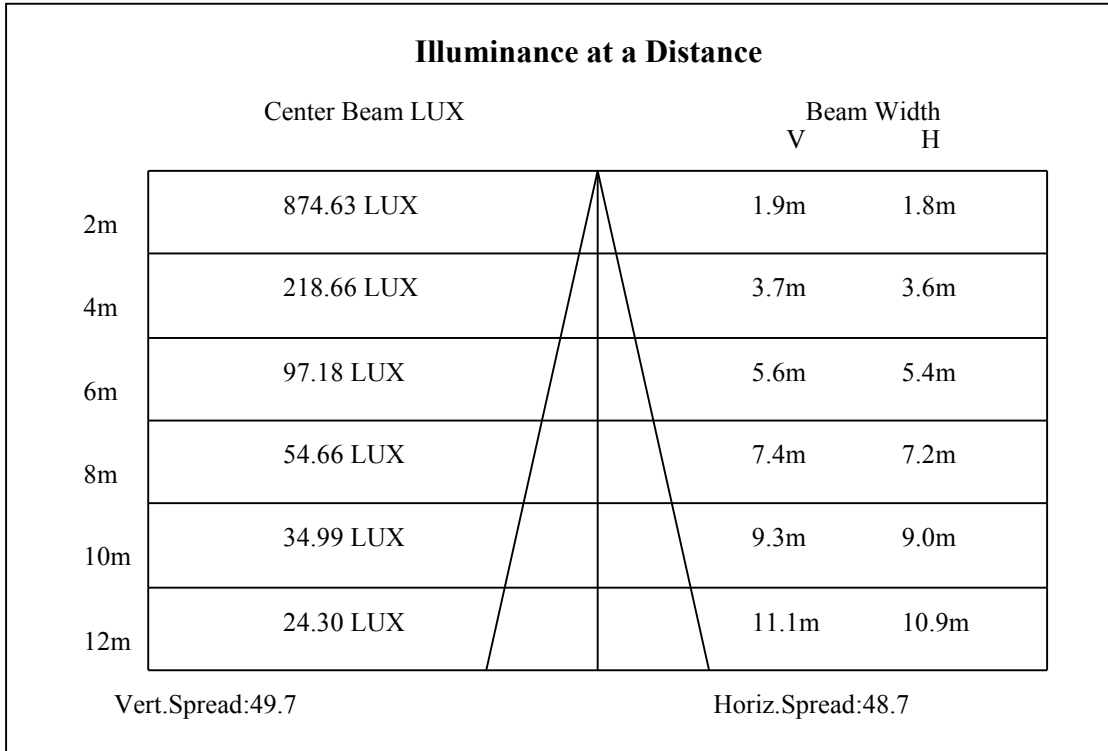 Illuminance at a Distance
Center Beam LUX Beam Width
V H
2m 874.63 LUX 1.9m 1.8m
4m 218.66 LUX 3.7m 3.6m
6m 97.18 LUX 5.6m 5.4m
8m 54.66 LUX 7.4m 7.2m
10m 34.99 LUX 9.3m 9.0m
12m 24.30 LUX 11.1m 10.9m
Vert.Spread:49.7 Horiz.Spread:48.7